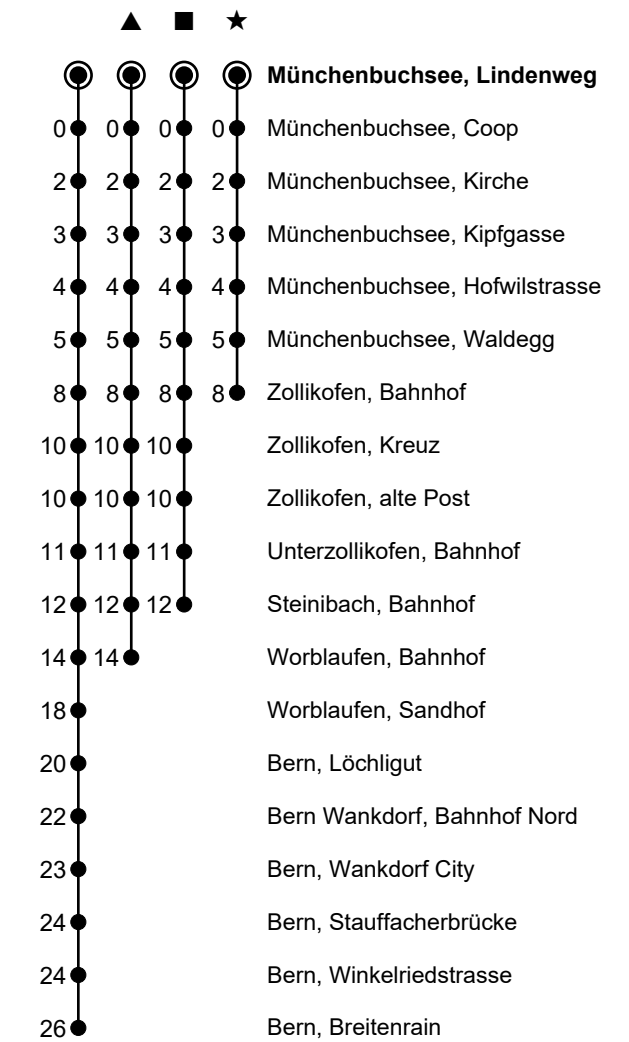 ▲ ■ ★
Münchenbuchsee, Lindenweg
0 0 0 0 Münchenbuchsee, Coop
2 2 2 2 Münchenbuchsee, Kirche
3 3 3 3 Münchenbuchsee, Kipfgasse
4 4 4 4 Münchenbuchsee, Hofwilstrasse
5 5 5 5 Münchenbuchsee, Waldegg
8 8 8 8 Zollikofen, Bahnhof
10 10 10 Zollikofen, Kreuz
10 10 10 Zollikofen, alte Post
11 11 11 Unterzollikofen, Bahnhof
12 12 12 Steinibach, Bahnhof
14 14 Worblaufen, Bahnhof
18 Worblaufen, Sandhof
20 Bern, Löchligut
22 Bern Wankdorf, Bahnhof Nord
23 Bern, Wankdorf City
24 Bern, Stauffacherbrücke
24 Bern, Winkelriedstrasse
26 Bern, Breitenrain